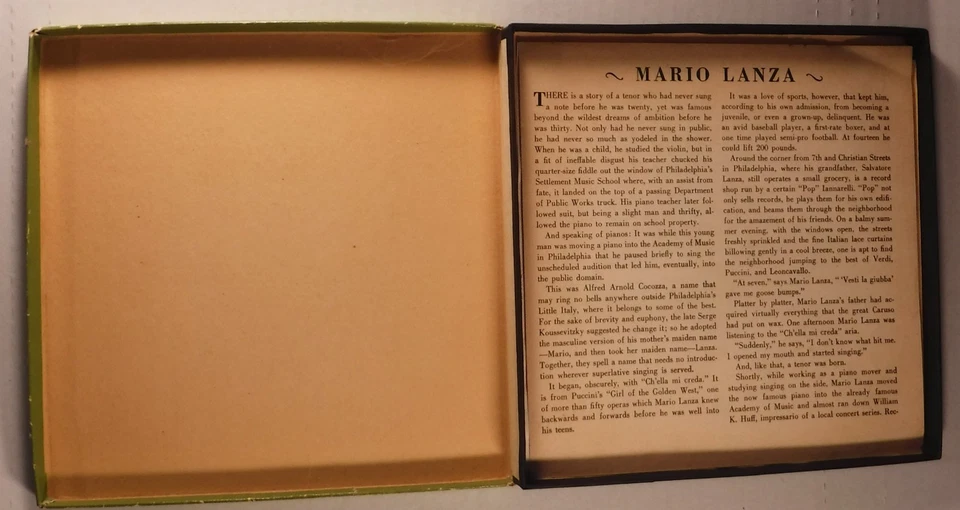 ~ MARIO LANZA ~
THERE is a story of a tenor who had never sung
a note before he was twenty, yet was famous
beyond the wildest dreams of ambition before he
was thirty. Not only had he never sung in public,
he had never so much as yodeled in the shower.
When he was a child, he studied the violin, but in
a fit of ineffable disgust his teacher chucked his
quarter-size fiddle out the window of Philadelphia's
Settlement Music School where, with an assist from
fate, it landed on the top of a passing Department
of Public Works truck. His piano teacher later fol-
lowed suit, but being a slight man and thrifty, al-
lowed the piano to remain on school property.
And speaking of pianos: It was while this young
man was moving a piano into the Academy of Music
in Philadelphia that he paused briefly to sing the
unscheduled audition that led him, eventually, into
the public domain.
This was Alfred Arnold Cocozza, a name that
may ring no bells anywhere outside Philadelphia's
Little Italy, where it belongs to some of the best.
For the sake of brevity and euphony, the late Serge
Koussevitzky suggested he change it; so he adopted
the masculine version of his mother's maiden name
—Mario, and then took her maiden name—Lanza.
Together, they spell a name that needs no introduc-
tion wherever superlative singing is served.
It began, obscurely, with "Ch'ella mi creda." It
is from Puccini's "Girl of the Golden West," one
of more than fifty operas which Mario Lanza knew
backwards and forwards before he was well into
his teens.
It was a love of sports, however, that kept him,
according to his own admission, from becoming a
juvenile, or even a grown-up, delinquent. He was
an avid baseball player, a first-rate boxer, and at
one time played semi-pro football. At fourteen he
could lift 200 pounds.
Around the corner from 7th and Christian Streets
in Philadelphia, where his grandfather, Salvatore
Lanza, still operates a small grocery, is a record
shop run by a certain "Pop" Iannarelli. "Pop" not
only sells records, he plays them for his own edifi-
cation, and beams them through the neighborhood
for the amazement of his friends. On a balmy sum-
mer evening, with the windows open, the streets
freshly sprinkled and the fine Italian lace curtains
billowing gently in a cool breeze, one is apt to find
the neighborhood jumping to the best of Verdi,
Puccini, and Leoncavallo.
"At seven," says Mario Lanza, " 'Vesti la giubba'
gave me goose bumps."
Platter by platter, Mario Lanza's father had ac-
quired virtually everything that the great Caruso
had put on wax. One afternoon Mario Lanza was
listening to the "Ch'ella mi creda" aria.
"Suddenly," he says, "I don't know what hit me.
I opened my mouth and started singing."
And, like that, a tenor was born.
Shortly, while working as a piano mover and
studying singing on the side, Mario Lanza moved
the now famous piano into the already famous
Academy of Music and almost ran down William
K. Huff, impressario of a local concert series. Rec-